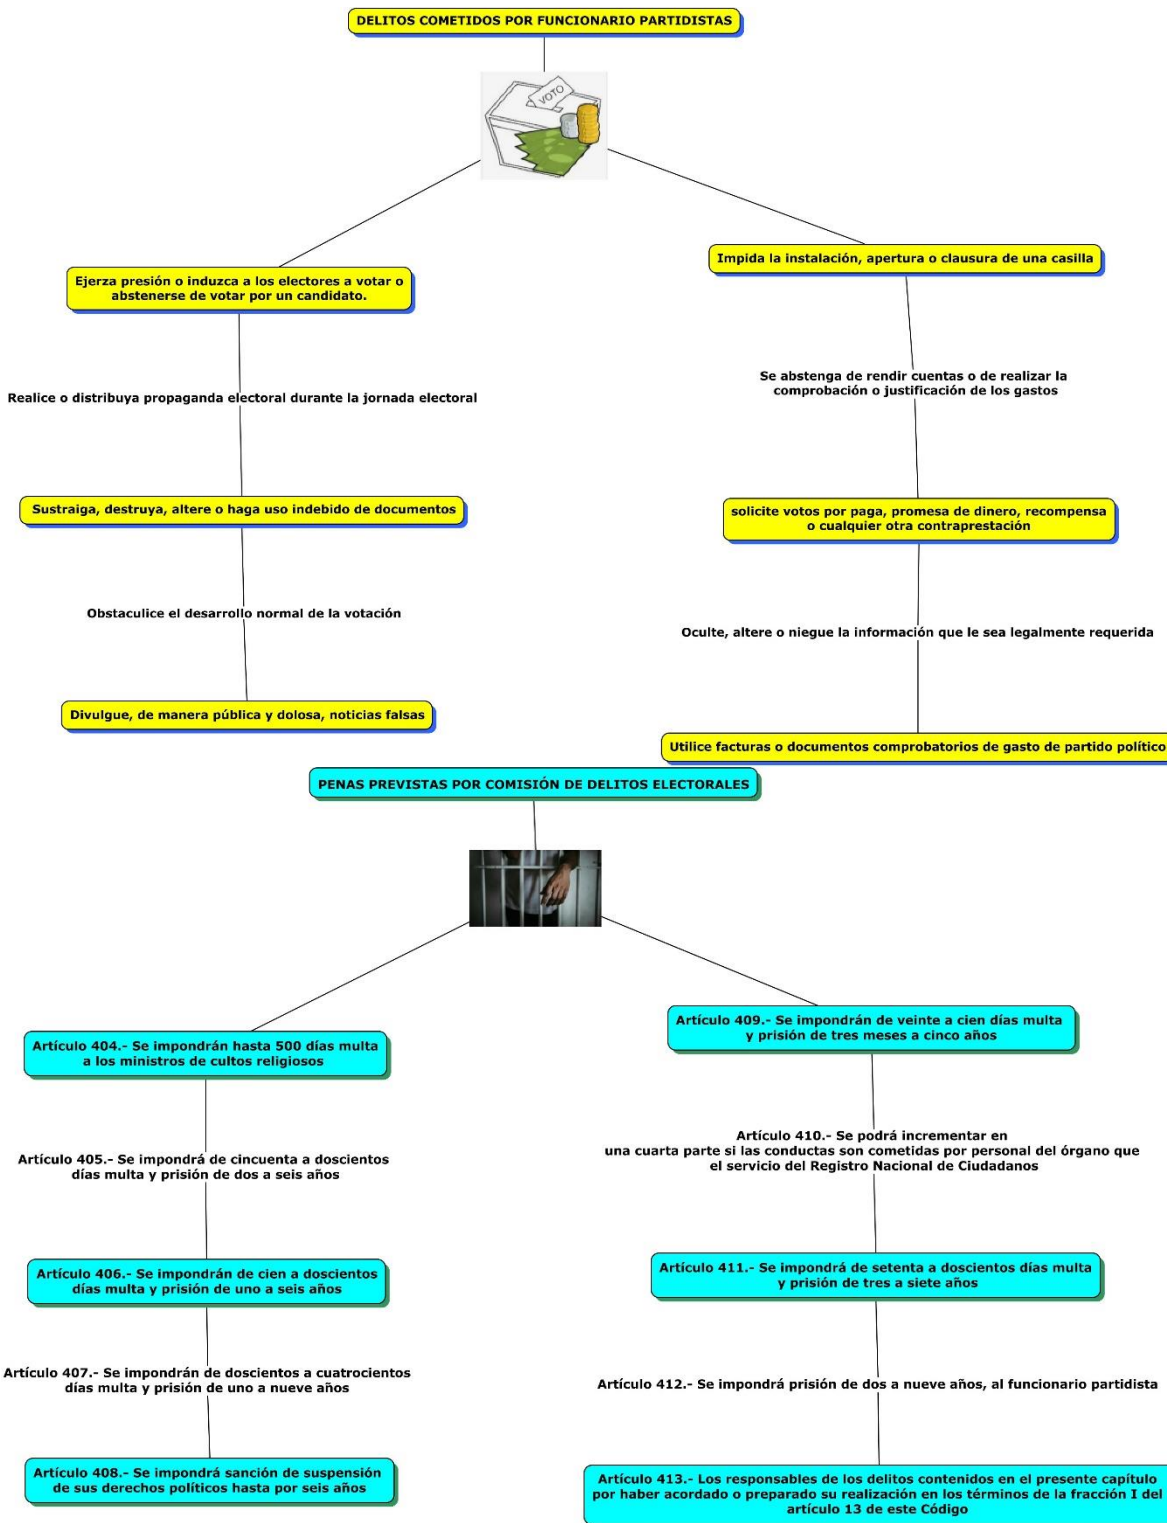 DELITOS COMETIDOS POR FUNCIONARIO PARTIDISTAS
VOTO
Ejerza presión o induzca a los electores a votar o
abstenerse de votar por un candidato.
Realice o distribuya propaganda electoral durante la jornada electoral
Sustraiga, destruya, altere o haga uso indebido de documentos
Obstaculice el desarrollo normal de la votación
Divulgue, de manera pública y dolosa, noticias falsas
Impida la instalación, apertura o clausura de una casilla
Se abstenga de rendir cuentas o de realizar la
comprobación o justificación de los gastos
solicite votos por paga, promesa de dinero, recompensa
o cualquier otra contraprestación
Oculte, altere o niegue la información que le sea legalmente requerida
Utilice facturas o documentos comprobatorios de gasto de partido político
PENAS PREVISTAS POR COMISIÓN DE DELITOS ELECTORALES
Artículo 404.- Se impondrán hasta 500 días multa
a los ministros de cultos religiosos
Artículo 405.- Se impondrá de cincuenta a doscientos
días multa y prisión de dos a seis años
Artículo 406.- Se impondrán de cien a doscientos
días multa y prisión de uno a seis años
Artículo 407.- Se impondrán de doscientos a cuatrocientos
días multa y prisión de uno a nueve años
Artículo 408.- Se impondrá sanción de suspensión
de sus derechos políticos hasta por seis años
Artículo 409.- Se impondrán de veinte a cien días multa
y prisión de tres meses a cinco años
Artículo 410.- Se podrá incrementar en
una cuarta parte si las conductas son cometidas por personal del órgano que
el servicio del Registro Nacional de Ciudadanos
Artículo 411.- Se impondrá de setenta a doscientos días multa
y prisión de tres a siete años
Artículo 412.- Se impondrá prisión de dos a nueve años, al funcionario partidista
Artículo 413.- Los responsables de los delitos contenidos en el presente capítulo
por haber acordado o preparado su realización en los términos de la fracción I del
artículo 13 de este Código